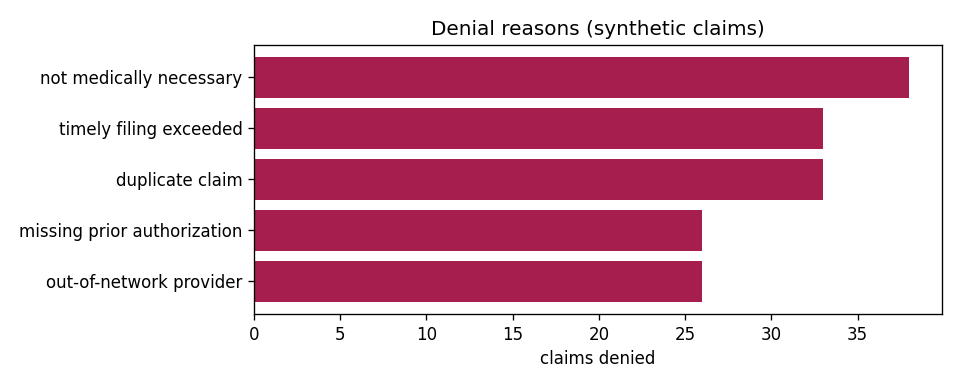 Denial reasons (synthetic claims)
not medically necessary
timely filing exceeded
duplicate claim
missing prior authorization
out-of-network provider
0 5 10 15 20 25 30 35
claims denied